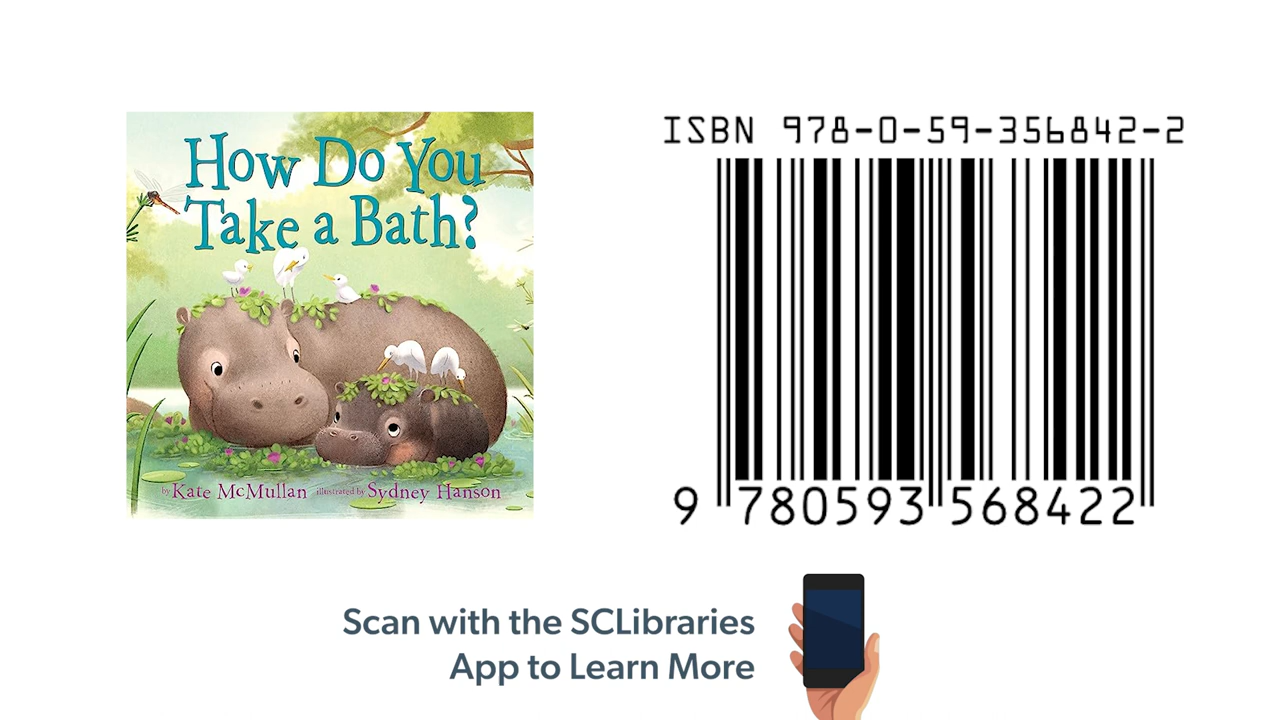 How Do You
Take a Bath?
by Kate McMullan illustrated by Sydney Hanson
ISBN 978-0-59-356842-2
9 780593 568422
Scan with the SCLibraries
App to Learn More